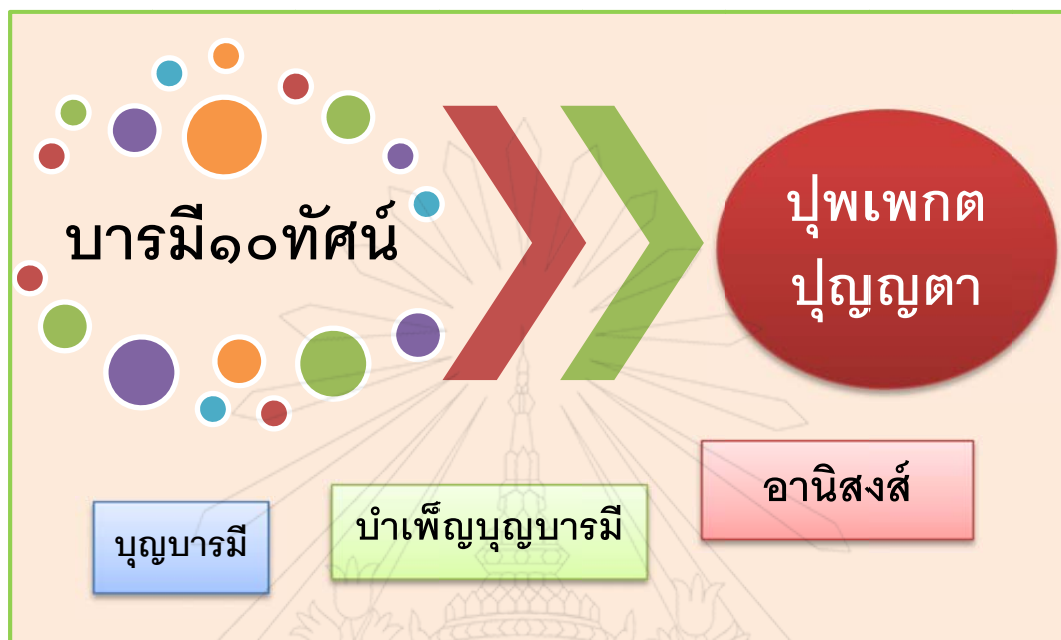 บารมี๑๐ทัศน์
ปุพเพกต
ปุญญตา
บุญบารมี
บำเพ็ญบุญบารมี
อานิสงส์